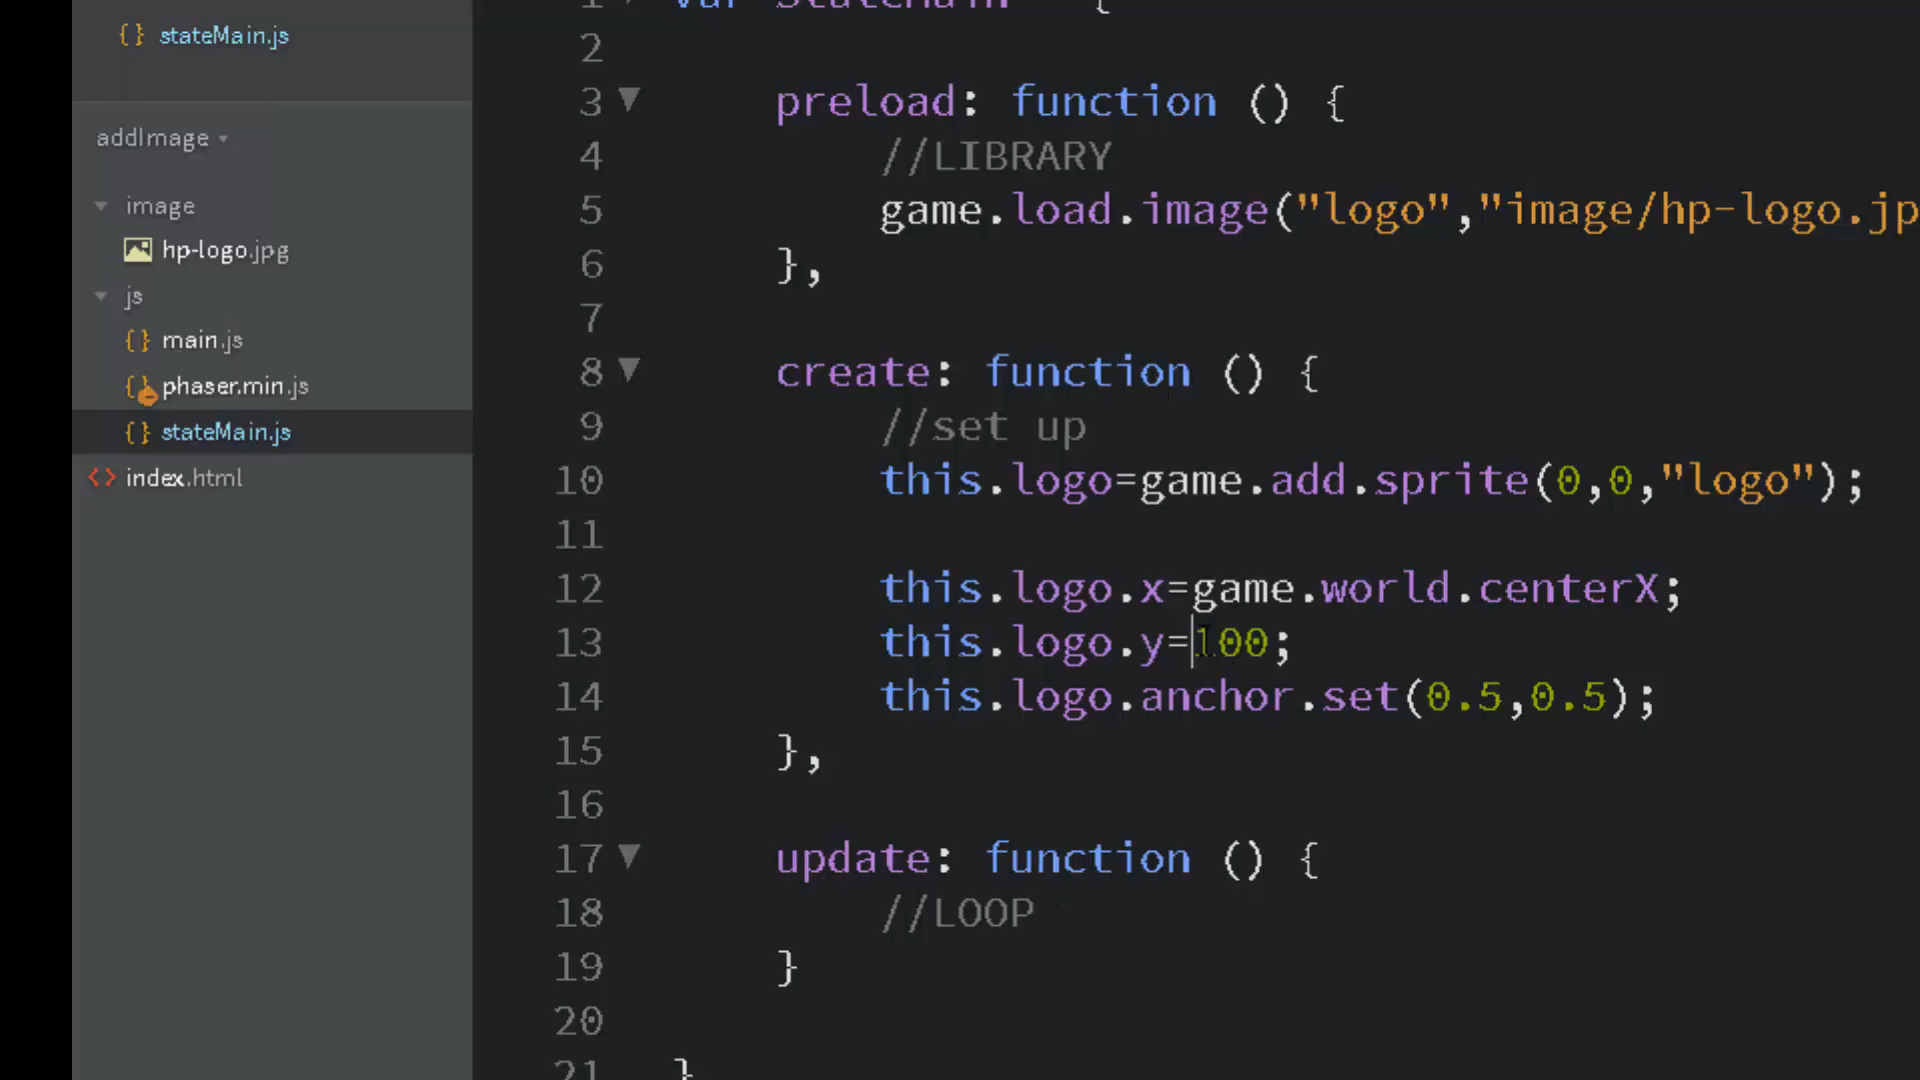 stateMain.js
addImage
image
hp-logo.jpg
js
main.js
phaser.min.js
stateMain.js
index.html
1 var StateMain {
2
3 preload: function () {
4 //LIBRARY
5 game.load.image("logo","image/hp-logo.jp
6 },
7
8 create: function () {
9 //set up
10 this.logo=game.add.sprite(0,0,"logo");
11
12 this.logo.x=game.world.centerX;
13 this.logo.y=100;
14 this.logo.anchor.set(0.5,0.5);
15 },
16
17 update: function () {
18 //LOOP
19 }
20
21 }